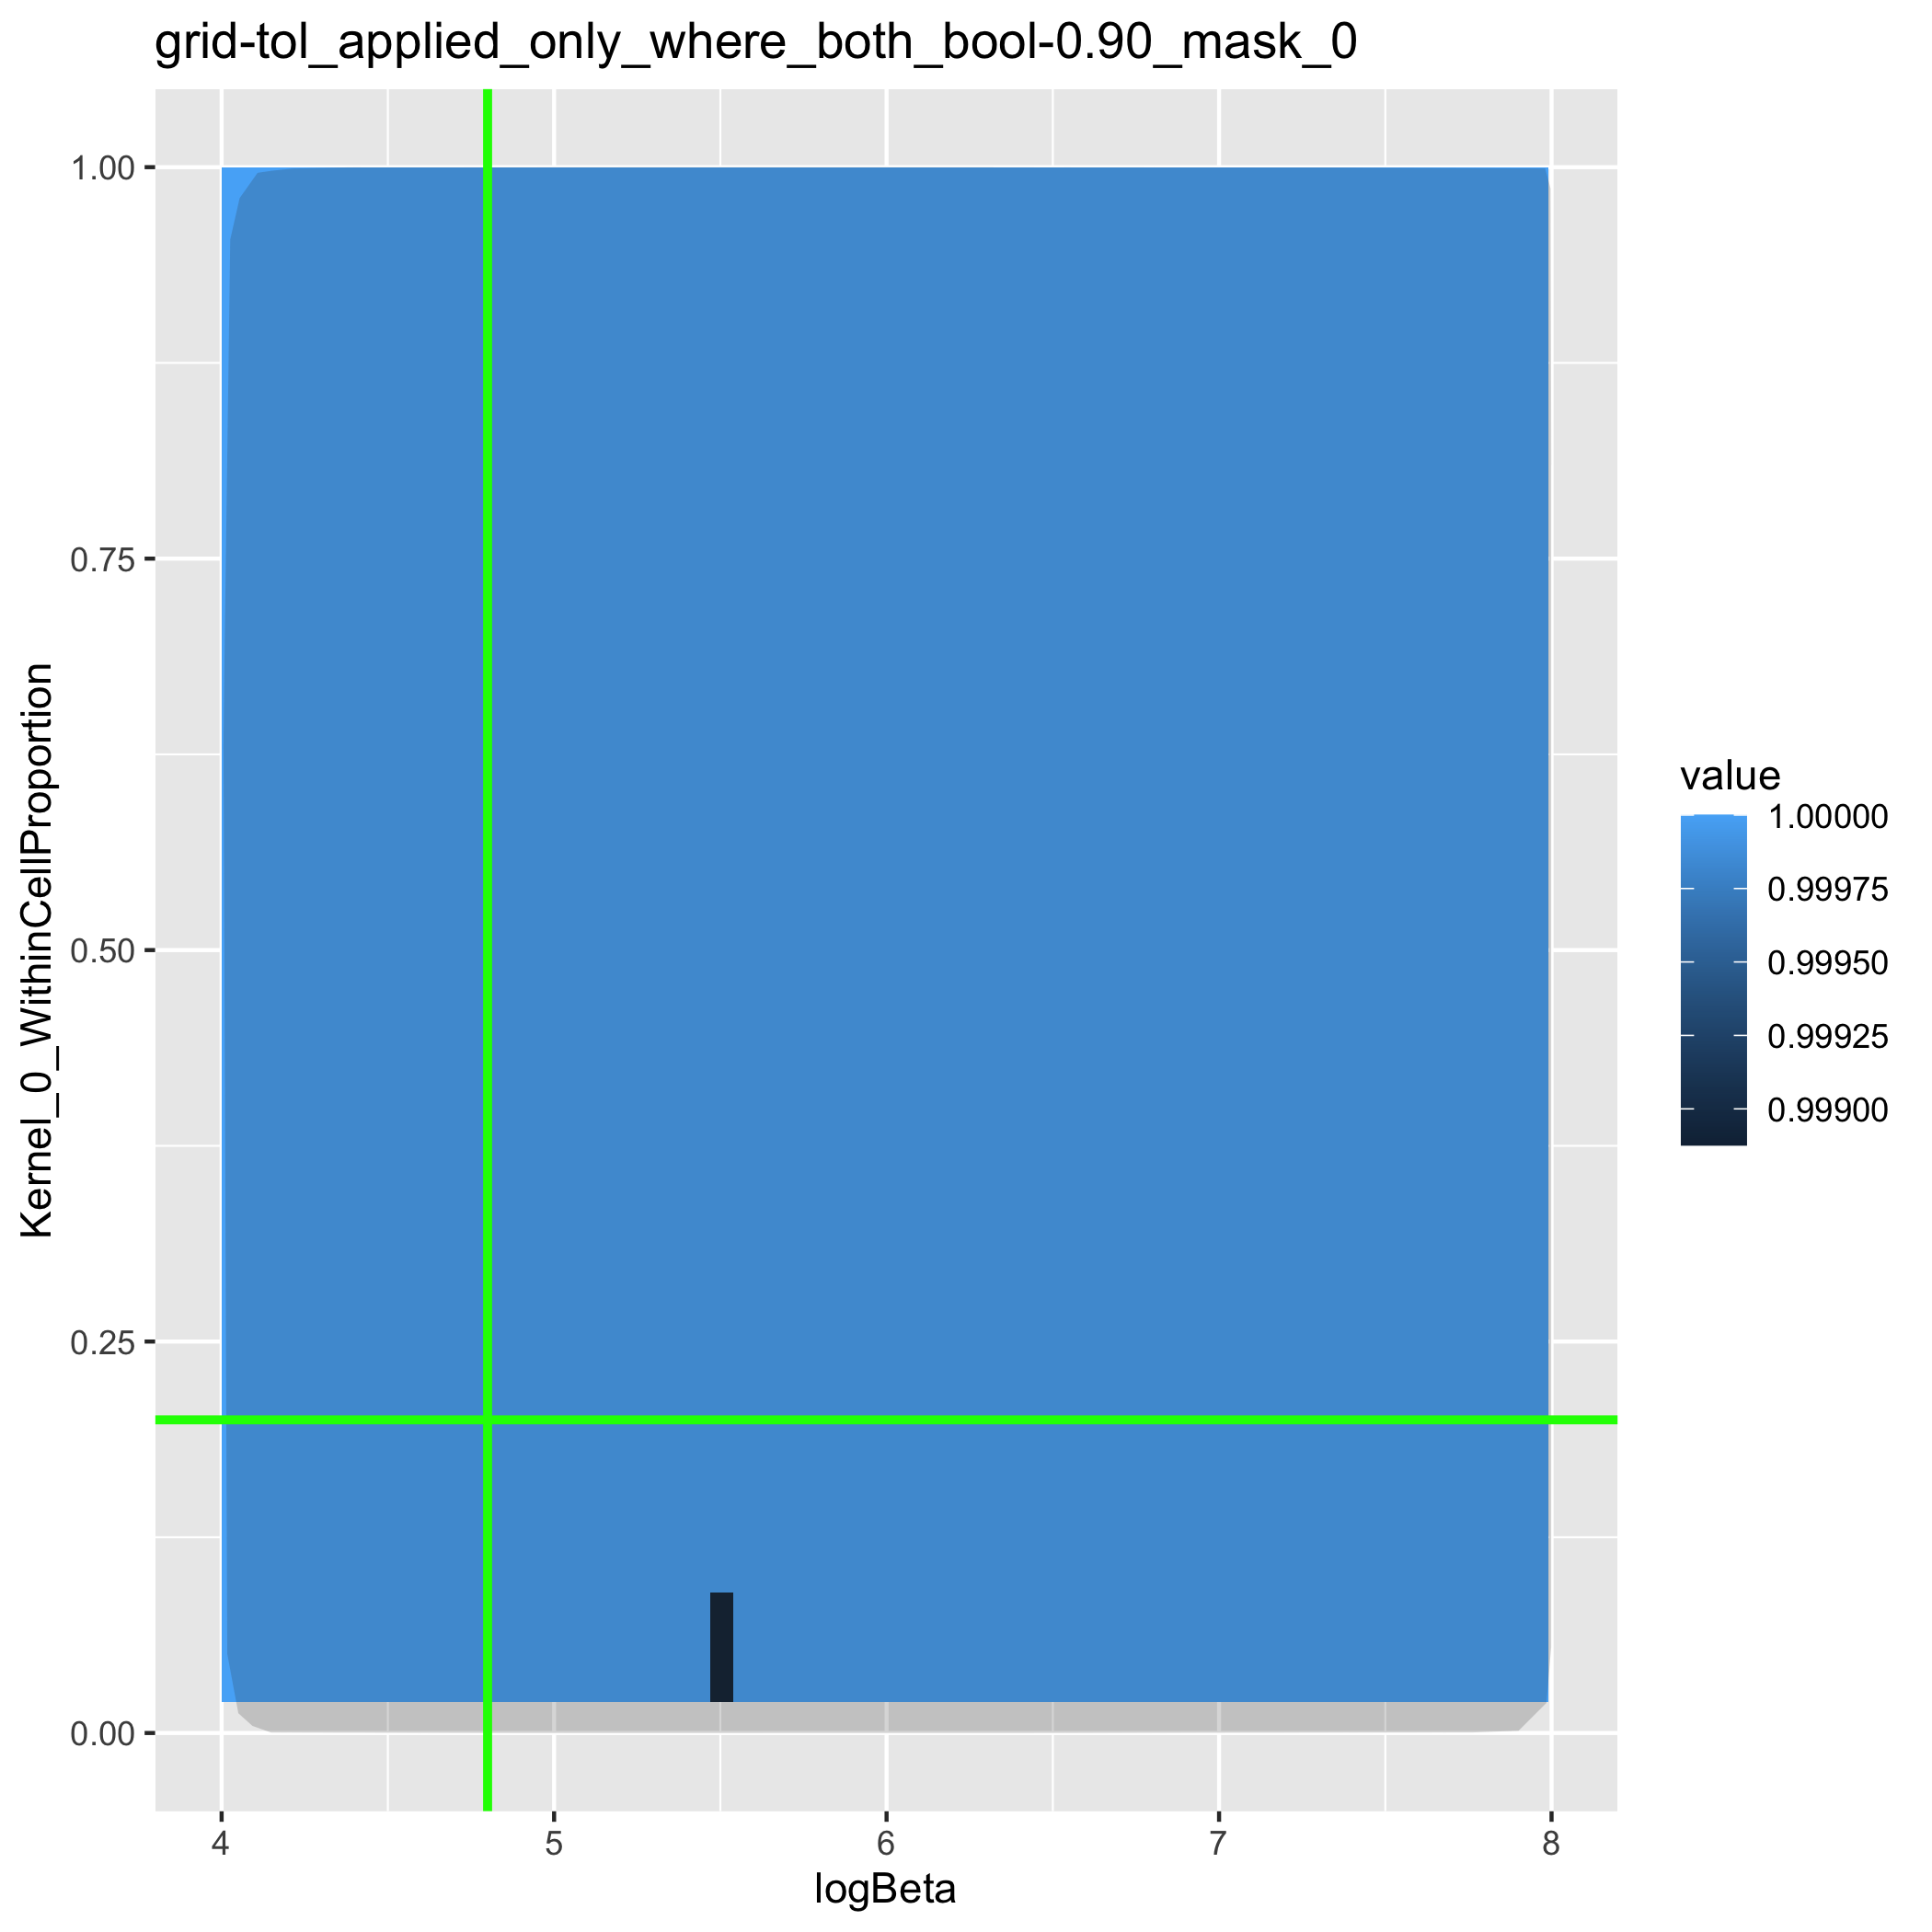 grid-tol_applied_only_where_both_bool-0.90_mask_0
1.00
0.75
0.50
0.25
0.00
Kernel_0_WithinCellProportion
4 5 6 7 8
logBeta
value
1.00000
0.99975
0.99950
0.99925
0.99900